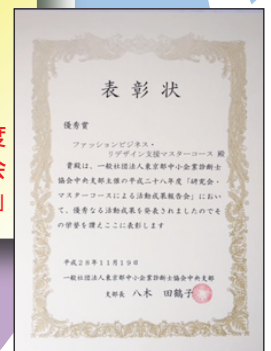 度
会
」
表彰状
優秀賞
ファッションビジネス・
リデザイン支援マスターコース 殿
貴殿は、一般社団法人東京都中小企業診断士
協会中央支部主催の平成二十八年度「研究会・
マスターコースによる活動成果報告会」におい
て、優秀なる活動成果を発表されましたのでそ
の栄誉を讃えここに表彰します
平成28年11月19日
一般社団法人東京都中小企業診断士協会中央支部
支部長 八木 田鶴子